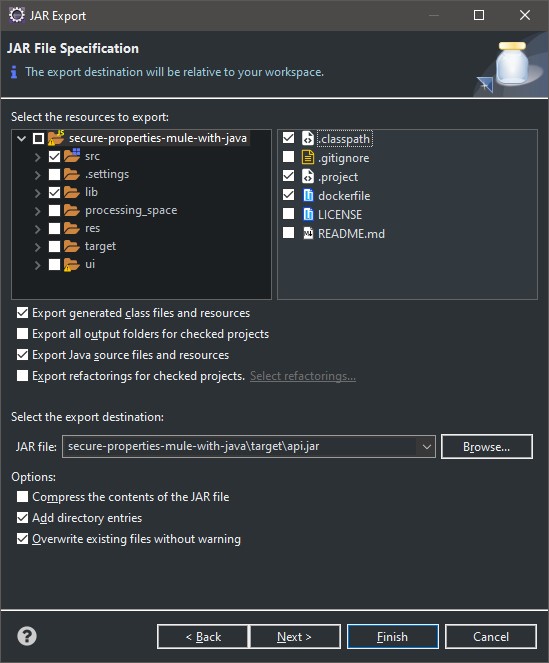 JAR Export
JAR File Specification
The export destination will be relative to your workspace.
Select the resources to export:
secure-properties-mule-with-java
src
.settings
lib
processing_space
res
target
ui
.classpath
.gitignore
.project
dockerfile
LICENSE
README.md
Export generated class files and resources
Export all output folders for checked projects
Export Java source files and resources
Export refactorings for checked projects. Select refactorings...
Select the export destination:
JAR file: secure-properties-mule-with-java\target\api.jar Browse...
Options:
Compress the contents of the JAR file
Add directory entries
Overwrite existing files without warning
? < Back Next > Finish Cancel